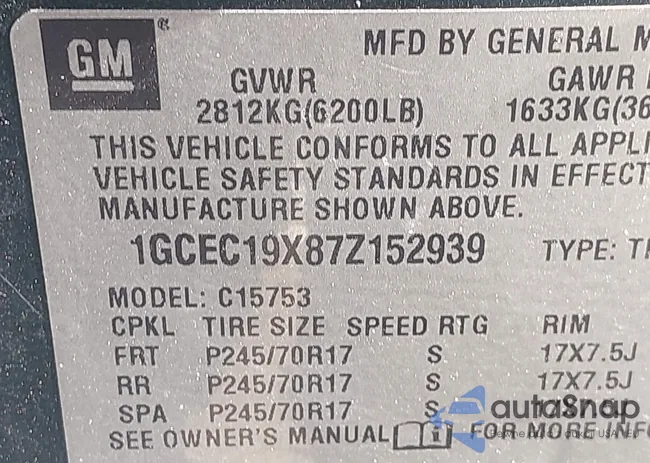 GM ®
MFD BY GENERAL M
GVWR GAWR
2812KG(6200LB) 1633KG(36
THIS VEHICLE CONFORMS TO ALL APPLI
VEHICLE SAFETY STANDARDS IN EFFECT
MANUFACTURE SHOWN ABOVE.
1GCEC19X87Z152939 TYPE: T
MODEL: C15753
CPKL TIRE SIZE SPEED RTG RIM
FRT P245/70R17 S 17X7.5J
RR P245/70R17 S 17X7.5J
SPA P245/70R17 S
autoSnap
SEE OWNER'S MANUAL FOR MORE INFO